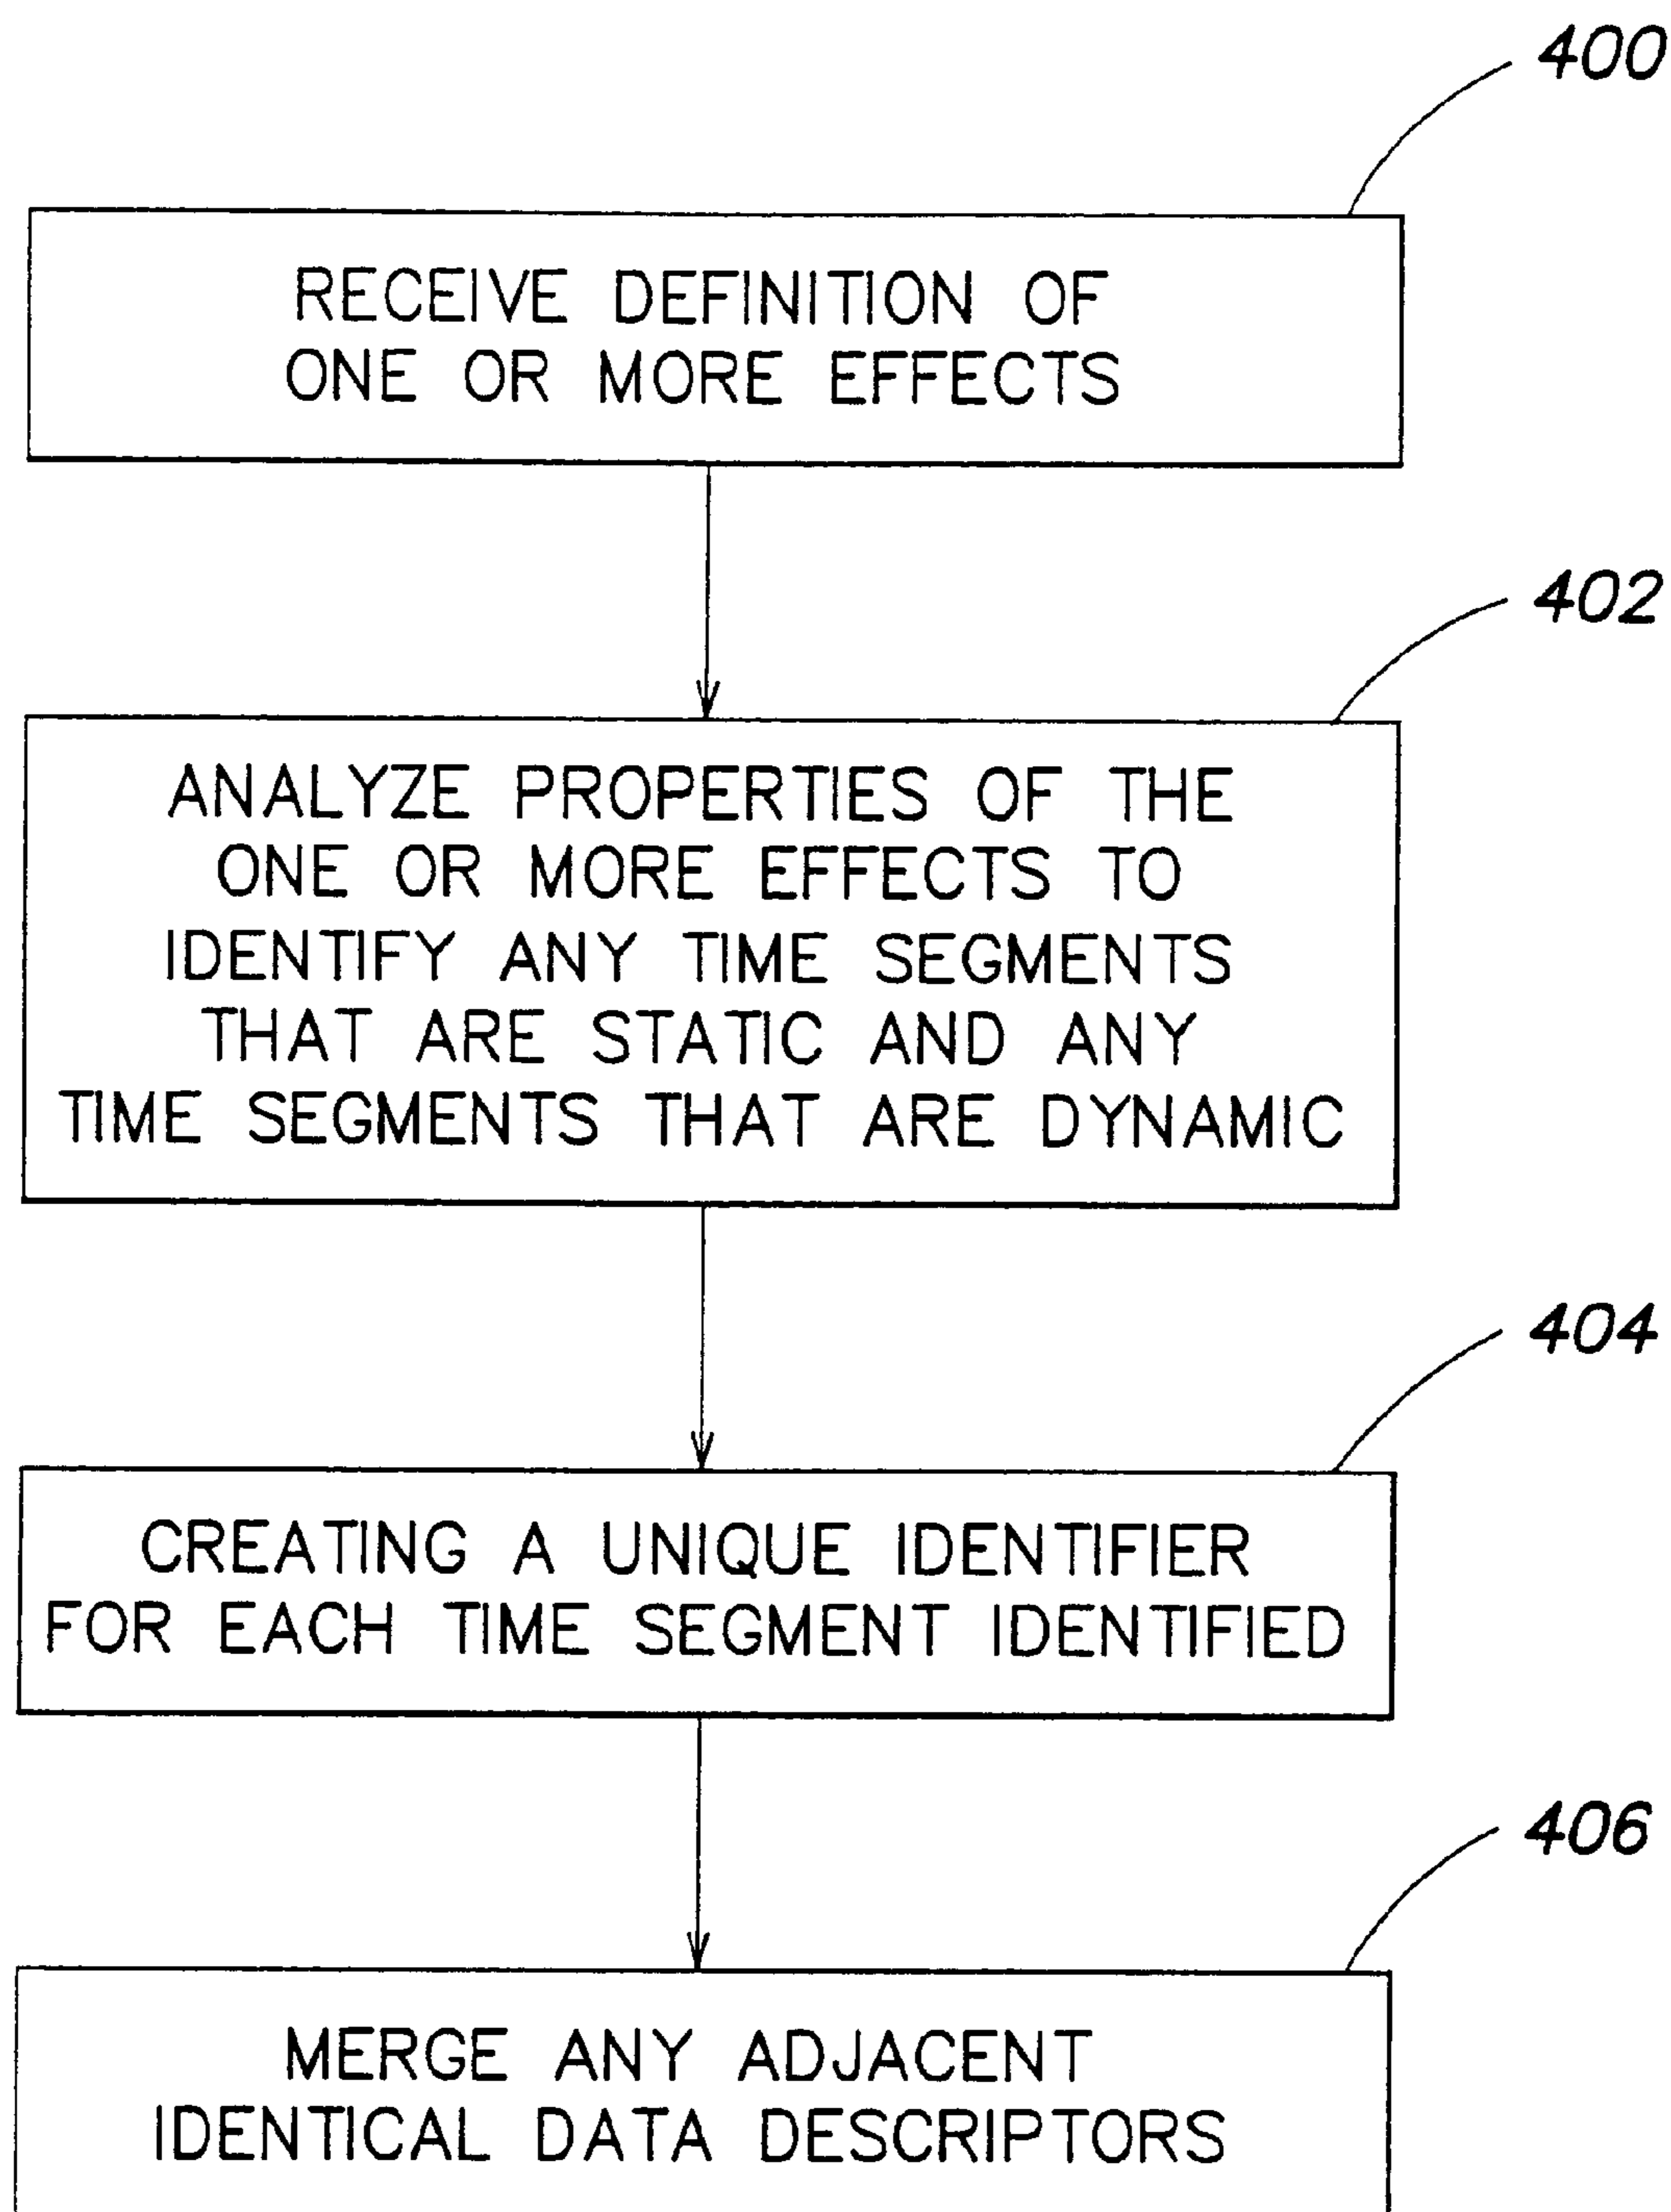 400
RECEIVE DEFINITION OF
ONE OR MORE EFFECTS
402
ANALYZE PROPERTIES OF THE
ONE OR MORE EFFECTS TO
IDENTIFY ANY TIME SEGMENTS
THAT ARE STATIC AND ANY
TIME SEGMENTS THAT ARE DYNAMIC
404
CREATING A UNIQUE IDENTIFIER
FOR EACH TIME SEGMENT IDENTIFIED
406
MERGE ANY ADJACENT
IDENTICAL DATA DESCRIPTORS